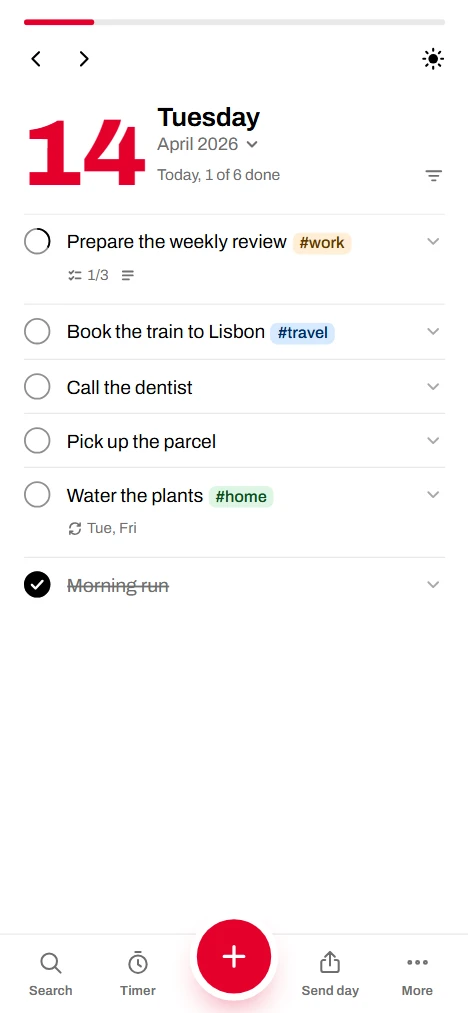 14
Tuesday
April 2026
Today, 1 of 6 done
Prepare the weekly review #work
1/3
Book the train to Lisbon #travel
Call the dentist
Pick up the parcel
Water the plants #home
Tue, Fri
Morning run
Search Timer Send day More